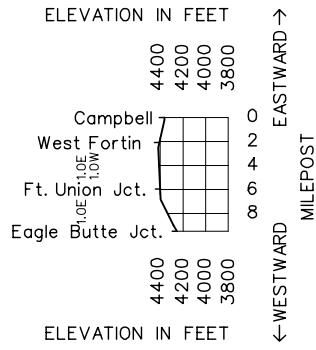 ELEVATION IN FEET
4400
4200
4000
3800
EASTWARD →
Campbell
0
West Fortin
2
1.0E
1.0W
4
MILEPOST
Ft. Union Jct.
6
1.0E
8
Eagle Butte Jct.
← WESTWARD
4400
4200
4000
3800
ELEVATION IN FEET